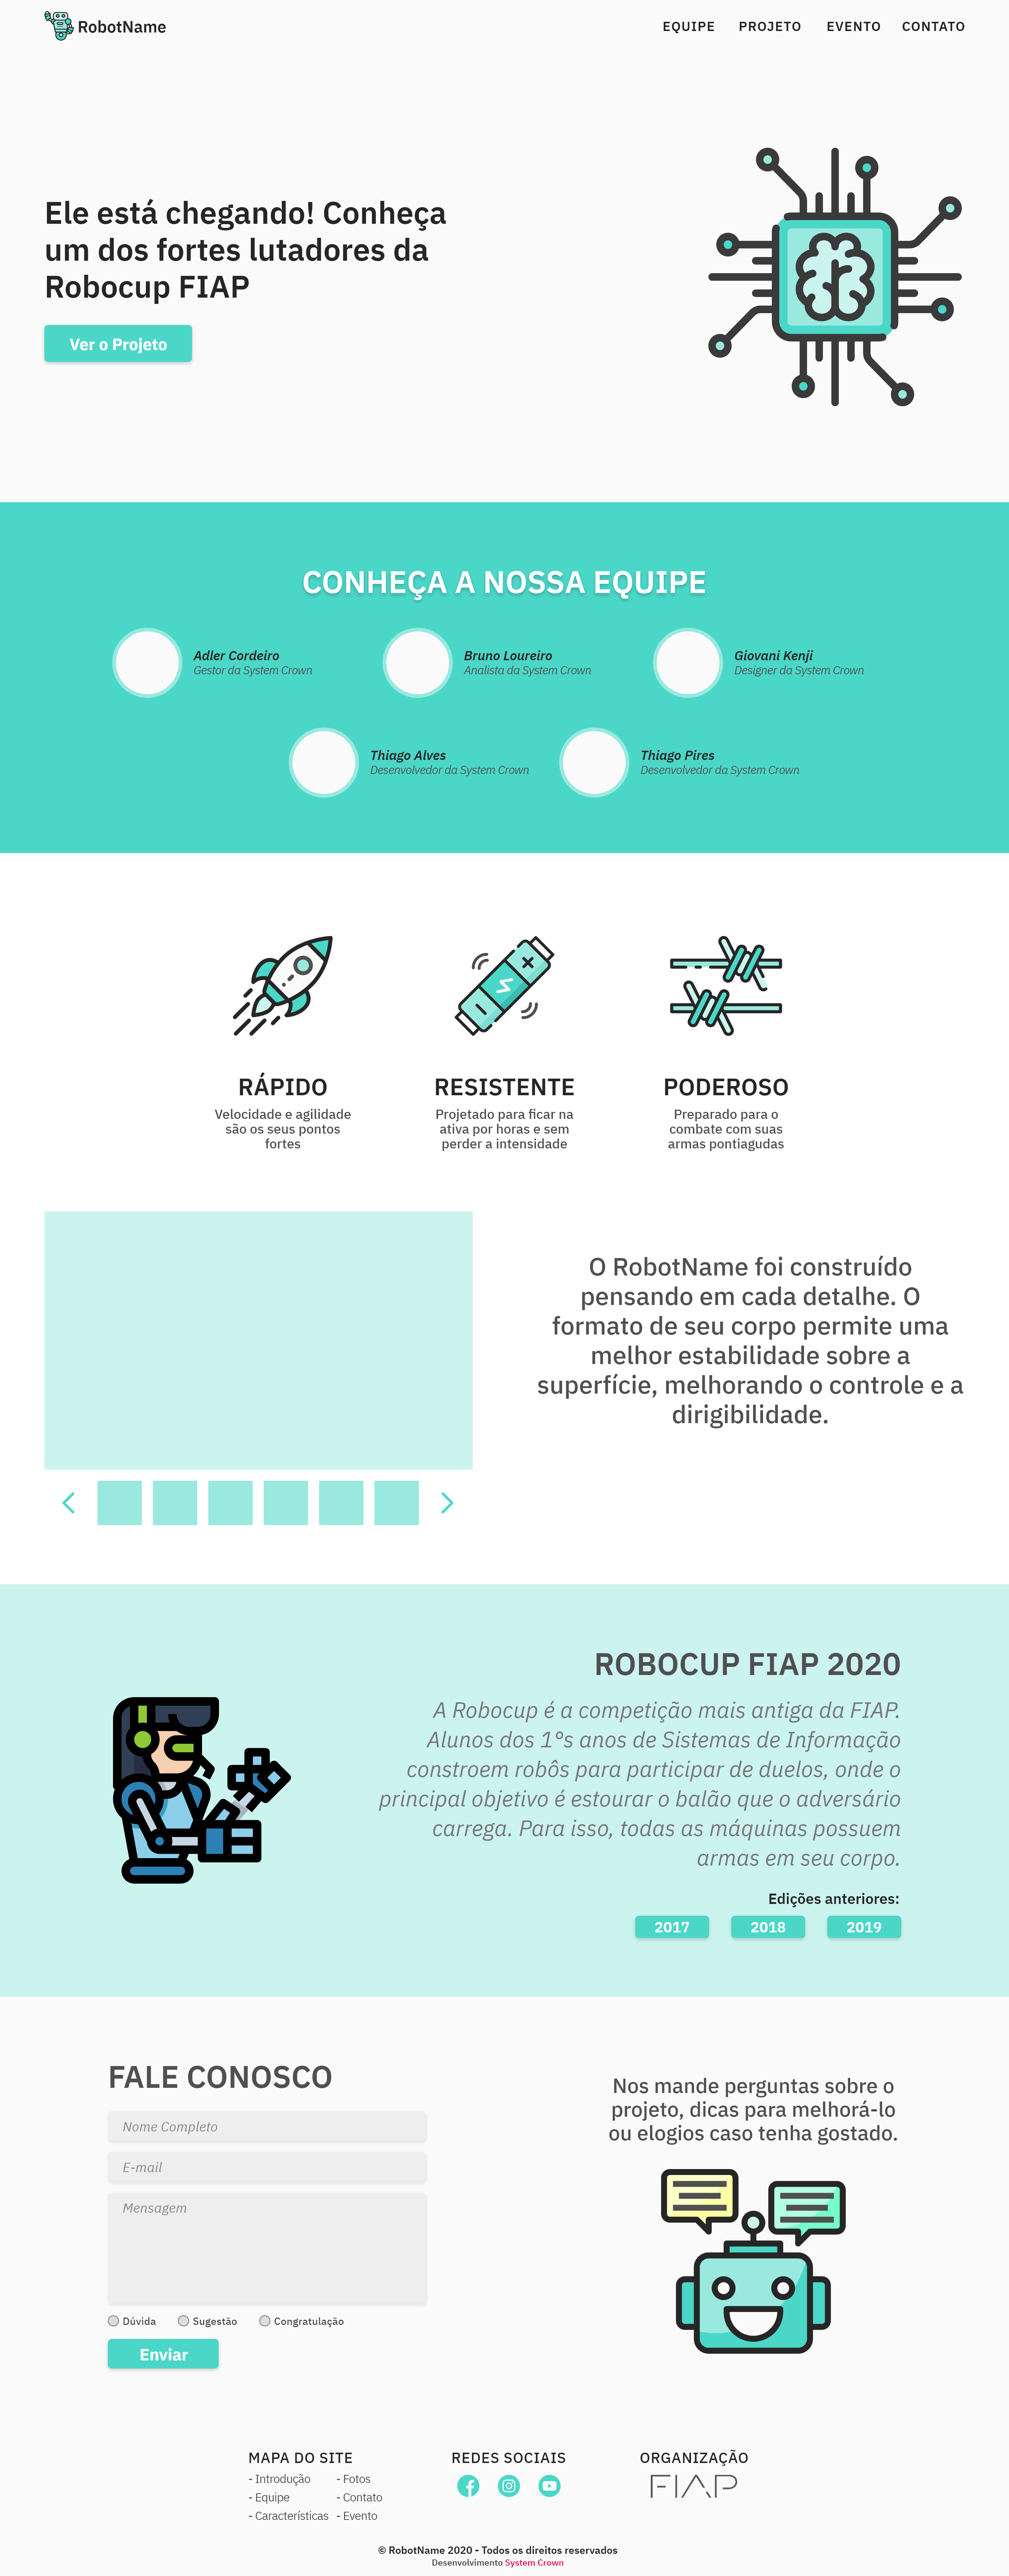 RobotName
EQUIPE PROJETO EVENTO CONTATO
Ele está chegando! Conheça
um dos fortes lutadores da
Robocup FIAP
Ver o Projeto
CONHEÇA A NOSSA EQUIPE
Adler Cordeiro
Gestor da System Crown
Bruno Loureiro
Analista da System Crown
Giovani Kenji
Designer da System Crown
Thiago Alves
Desenvolvedor da System Crown
Thiago Pires
Desenvolvedor da System Crown
RÁPIDO
Velocidade e agilidade
são os seus pontos
fortes
RESISTENTE
Projetado para ficar na
ativa por horas e sem
perder a intensidade
PODEROSO
Preparado para o
combate com suas
armas pontiagudas
O RobotName foi construído
pensando em cada detalhe. O
formato de seu corpo permite uma
melhor estabilidade sobre a
superfície, melhorando o controle e a
dirigibilidade.
ROBOCUP FIAP 2020
A Robocup é a competição mais antiga da FIAP.
Alunos dos 1°s anos de Sistemas de Informação
constroem robôs para participar de duelos, onde o
principal objetivo é estourar o balão que o adversário
carrega. Para isso, todas as máquinas possuem
armas em seu corpo.
Edições anteriores:
2017 2018 2019
FALE CONOSCO
Nome Completo
E-mail
Mensagem
Dúvida Sugestão Congratulação
Enviar
Nos mande perguntas sobre o
projeto, dicas para melhorá-lo
ou elogios caso tenha gostado.
MAPA DO SITE
- Introdução - Fotos
- Equipe - Contato
- Características - Evento
REDES SOCIAIS
ORGANIZAÇÃO
FIAP
© RobotName 2020 - Todos os direitos reservados
Desenvolvimento System Crown